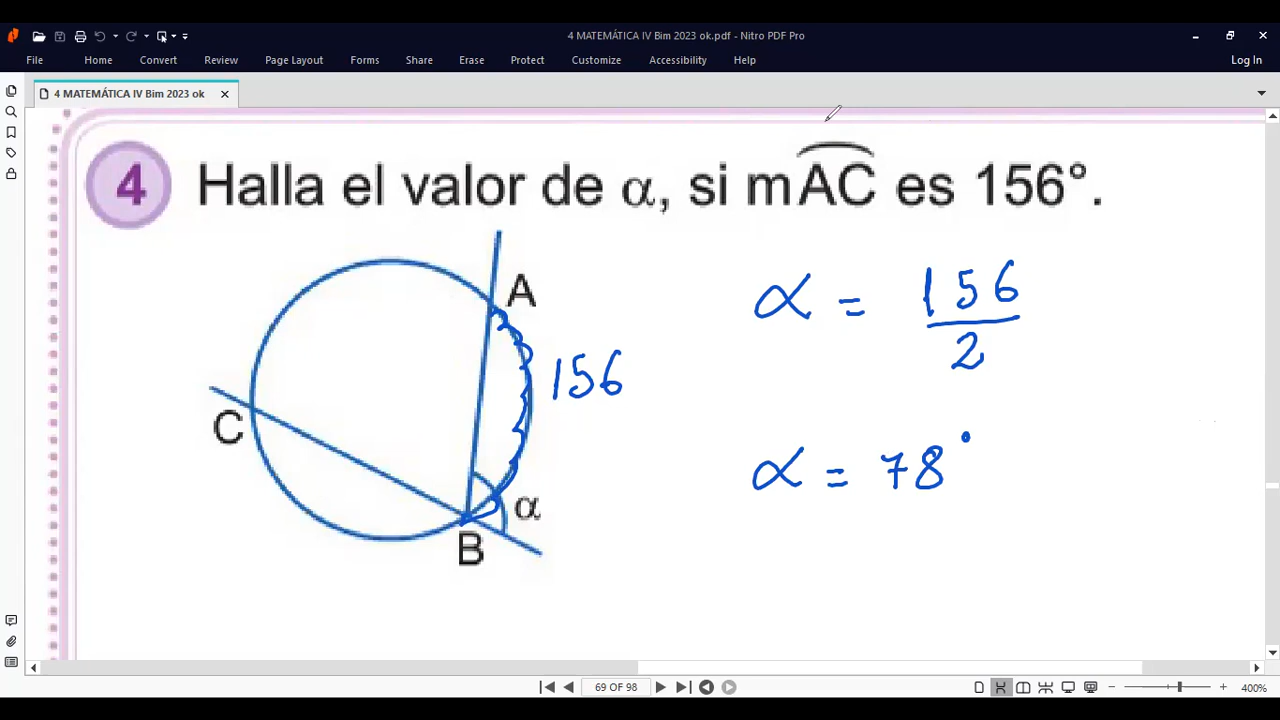 4 MATEMÁTICA IV Bim 2023 ok.pdf - Nitro PDF Pro
File Home Convert Review Page Layout Forms Share Erase Protect Customize Accessibility Help Log In
4 MATEMÁTICA IV Bim 2023 ok
4 Halla el valor de α, si mAC es 156°.
A
α = 156/2
156
C
α = 78°
α
B
69 OF 98
400%